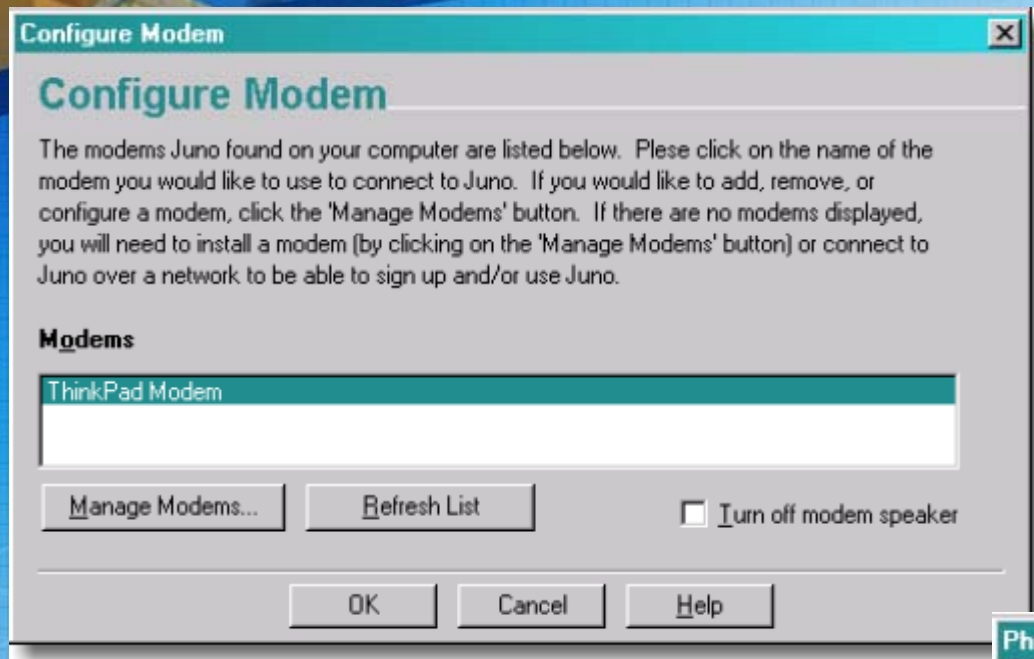 Configure Modem
Configure Modem
The modems Juno found on your computer are listed below. Plese click on the name of the
modem you would like to use to connect to Juno. If you would like to add, remove, or
configure a modem, click the 'Manage Modems' button. If there are no modems displayed,
you will need to install a modem (by clicking on the 'Manage Modems' button) or connect to
Juno over a network to be able to sign up and/or use Juno.
Modems
ThinkPad Modem
Manage Modems... Refresh List Turn off modem speaker
OK Cancel Help
Ph